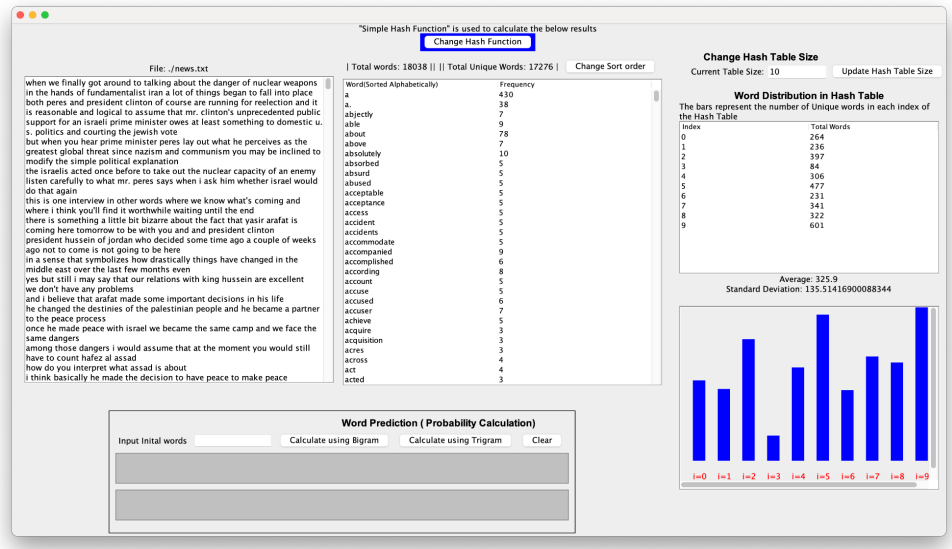 "Simple Hash Function" is used to calculate the below results
Change Hash Function
File: ./news.txt
when we finally got around to talking about the danger of nuclear weapons
in the hands of fundamentalist iran a lot of things began to fall into place
both peres and president clinton of course are running for reelection and it
is reasonable and logical to assume that mr. clinton's unprecedented public
support for an israeli prime minister owes at least something to domestic u.
s. politics and courting the jewish vote
but when you hear prime minister peres lay out what he perceives as the
greatest global threat since nazism and communism you may be inclined to
modify the simple political explanation
the israelis acted once before to take out the nuclear capacity of an enemy
listen carefully to what mr. peres says when i ask him whether israel would
do that again
this is one interview in other words where we know what's coming and
where i think you'll find it worthwhile waiting until the end
there is something a little bit bizarre about the fact that yasir arafat is
coming here tomorrow to be with you and and president clinton
president hussein of jordan who decided some time ago a couple of weeks
ago not to come is not going to be here
in a sense that symbolizes how drastically things have changed in the
middle east over the last few months even
yes but still i may say that our relations with king hussein are excellent
we don't have any problems
and i believe that arafat made some important decisions in his life
he changed the destinies of the palestinian people and he became a partner
to the peace process
once he made peace with israel we became the same camp and we face the
same dangers
among those dangers i would assume that at the moment you would still
have to count hafez al assad
how do you interpret what assad is about
i think basically he made the decision to have peace to make peace
| Total words: 18038 || || Total Unique Words: 17276 |
Change Sort order
Word(Sorted Alphabetically) Frequency
a 430
a. 38
abjectly 7
able 9
about 78
above 7
absolutely 10
absorbed 5
absurd 5
abused 5
acceptable 5
acceptance 5
access 5
accident 5
accidents 5
accommodate 5
accompanied 9
accomplished 6
according 8
account 5
accuse 5
accused 6
accuser 7
achieve 5
acquire 3
acquisition 3
acres 3
across 4
act 4
acted 3
Change Hash Table Size
Current Table Size: 10 Update Hash Table Size
Word Distribution in Hash Table
The bars represent the number of Unique words in each index of
the Hash Table
Index Total Words
0 264
1 236
2 397
3 84
4 306
5 477
6 231
7 341
8 322
9 601
Average: 325.9
Standard Deviation: 135.51416900088344
i=0 i=1 i=2 i=3 i=4 i=5 i=6 i=7 i=8 i=9
Word Prediction ( Probability Calculation)
Input Inital words Calculate using Bigram Calculate using Trigram Clear